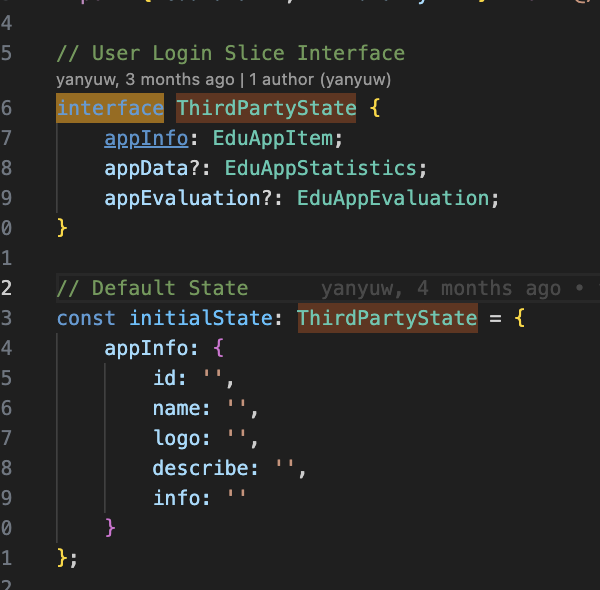 4
5 // User Login Slice Interface
yanyuw, 3 months ago | 1 author (yanyuw)
6 interface ThirdPartyState {
7 appInfo: EduAppItem;
8 appData?: EduAppStatistics;
9 appEvaluation?: EduAppEvaluation;
0 }
1
2 // Default State yanyuw, 4 months ago •
3 const initialState: ThirdPartyState = {
4 appInfo: {
5 id: '',
6 name: '',
7 logo: '',
8 describe: '',
9 info: ''
0 }
1 };
2